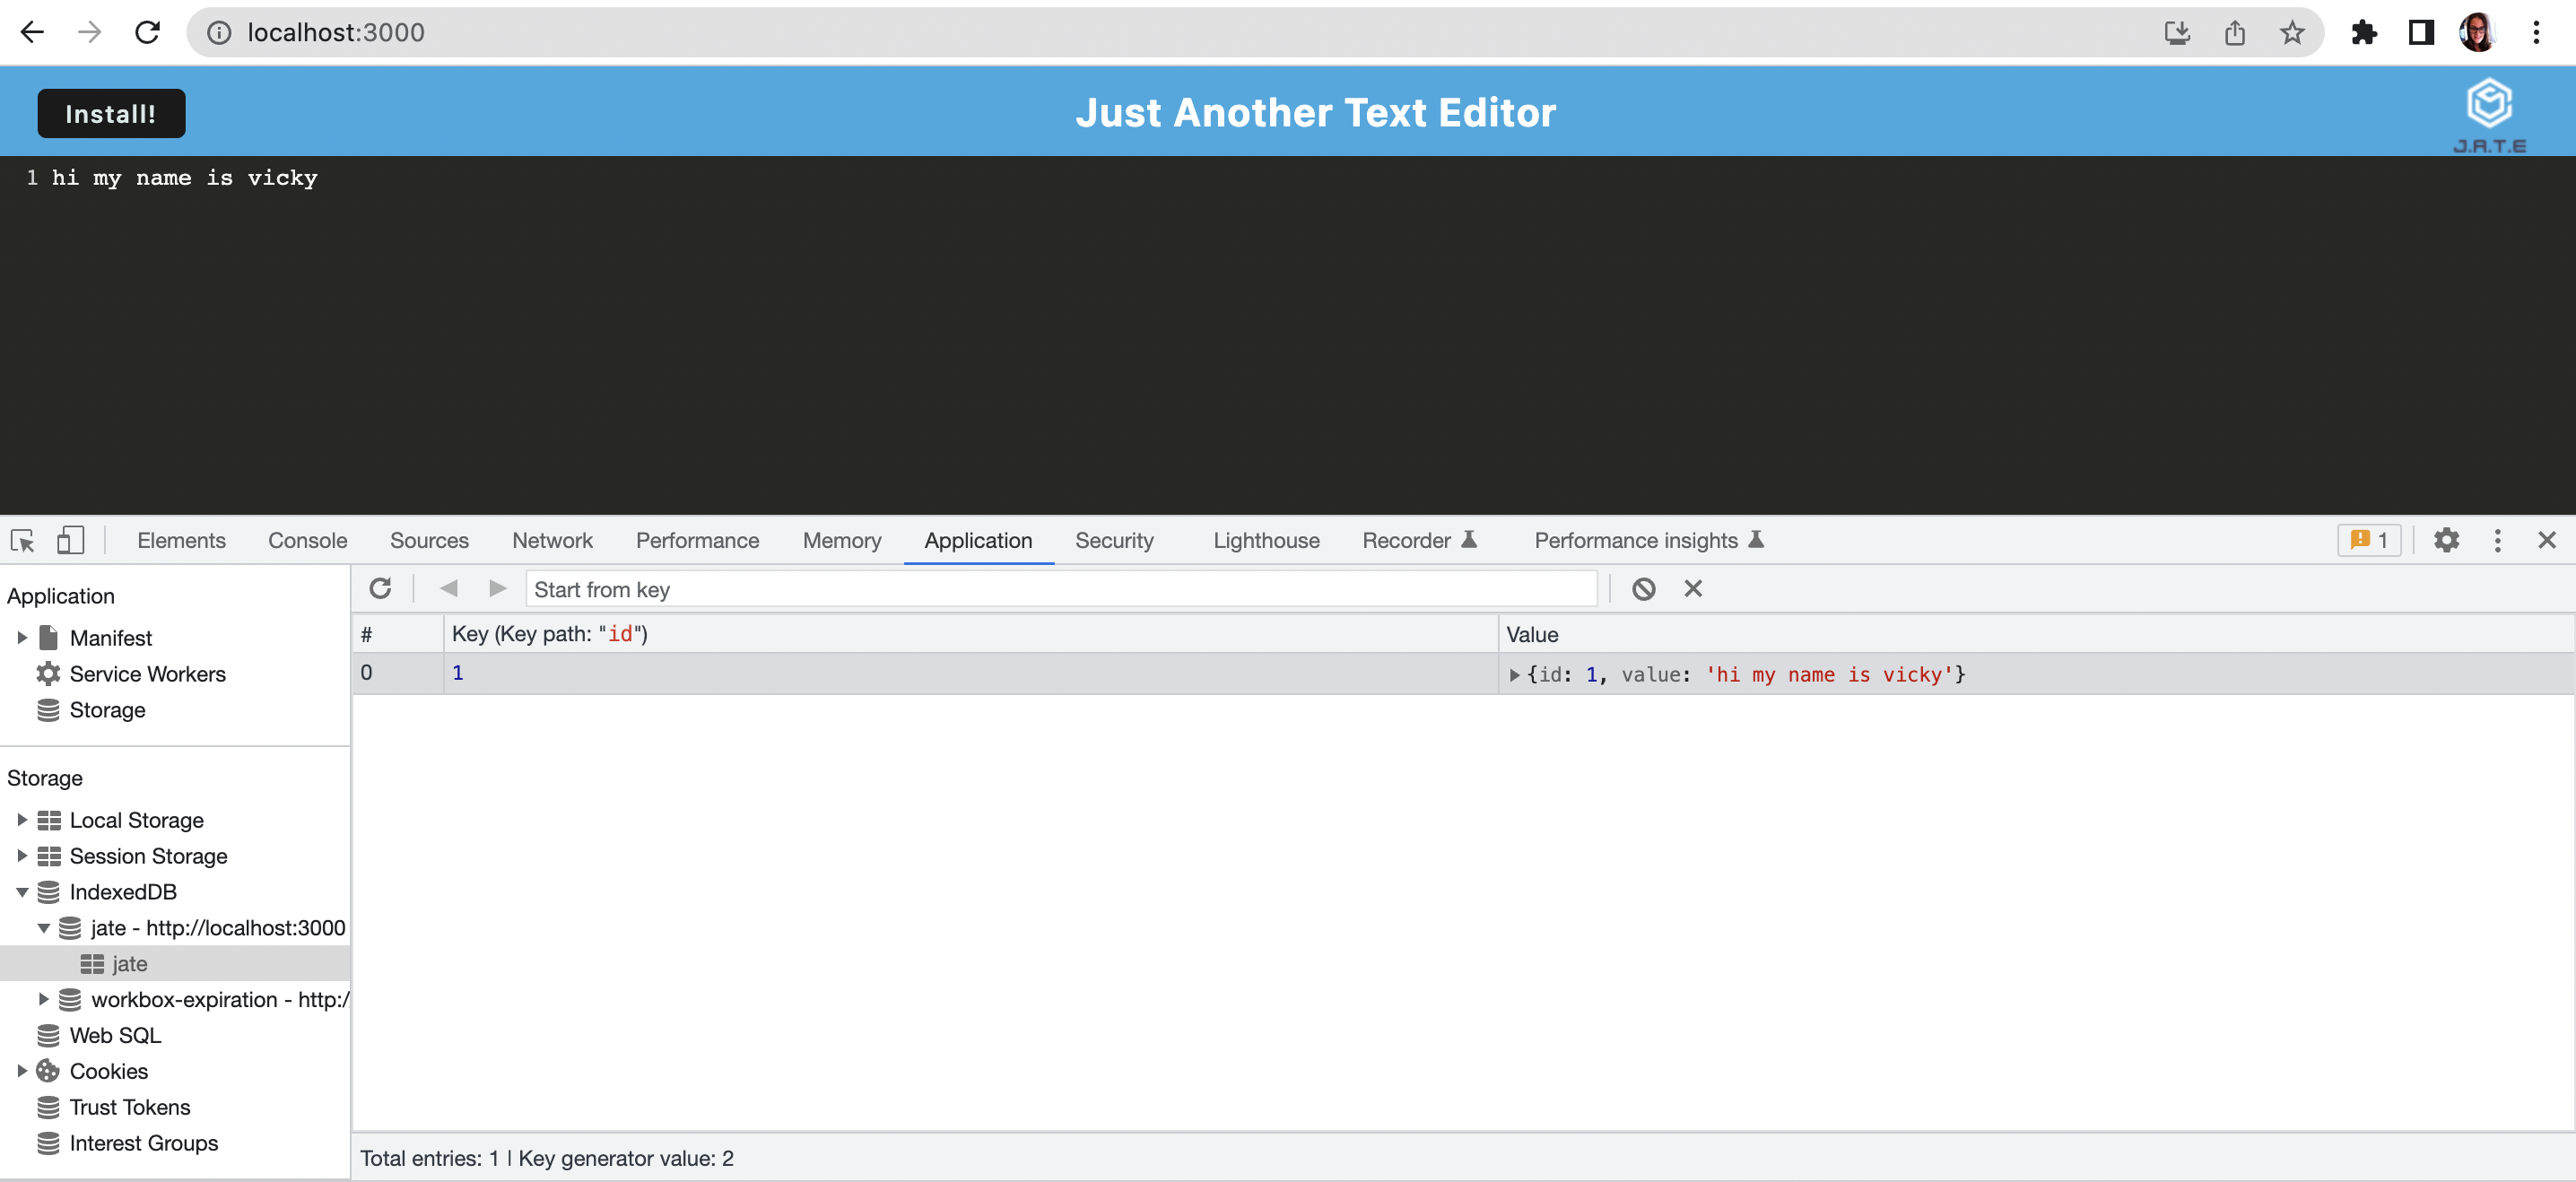 localhost:3000
Install!
Just Another Text Editor
J.A.T.E
1 hi my name is vicky
Elements Console Sources Network Performance Memory Application Security Lighthouse Recorder Performance insights 1
Application
Manifest
Service Workers
Storage
Storage
Local Storage
Session Storage
IndexedDB
jate - http://localhost:3000
jate
workbox-expiration - http:/
Web SQL
Cookies
Trust Tokens
Interest Groups
Start from key
# Key (Key path: "id") Value
0 1 {id: 1, value: 'hi my name is vicky'}
Total entries: 1 | Key generator value: 2